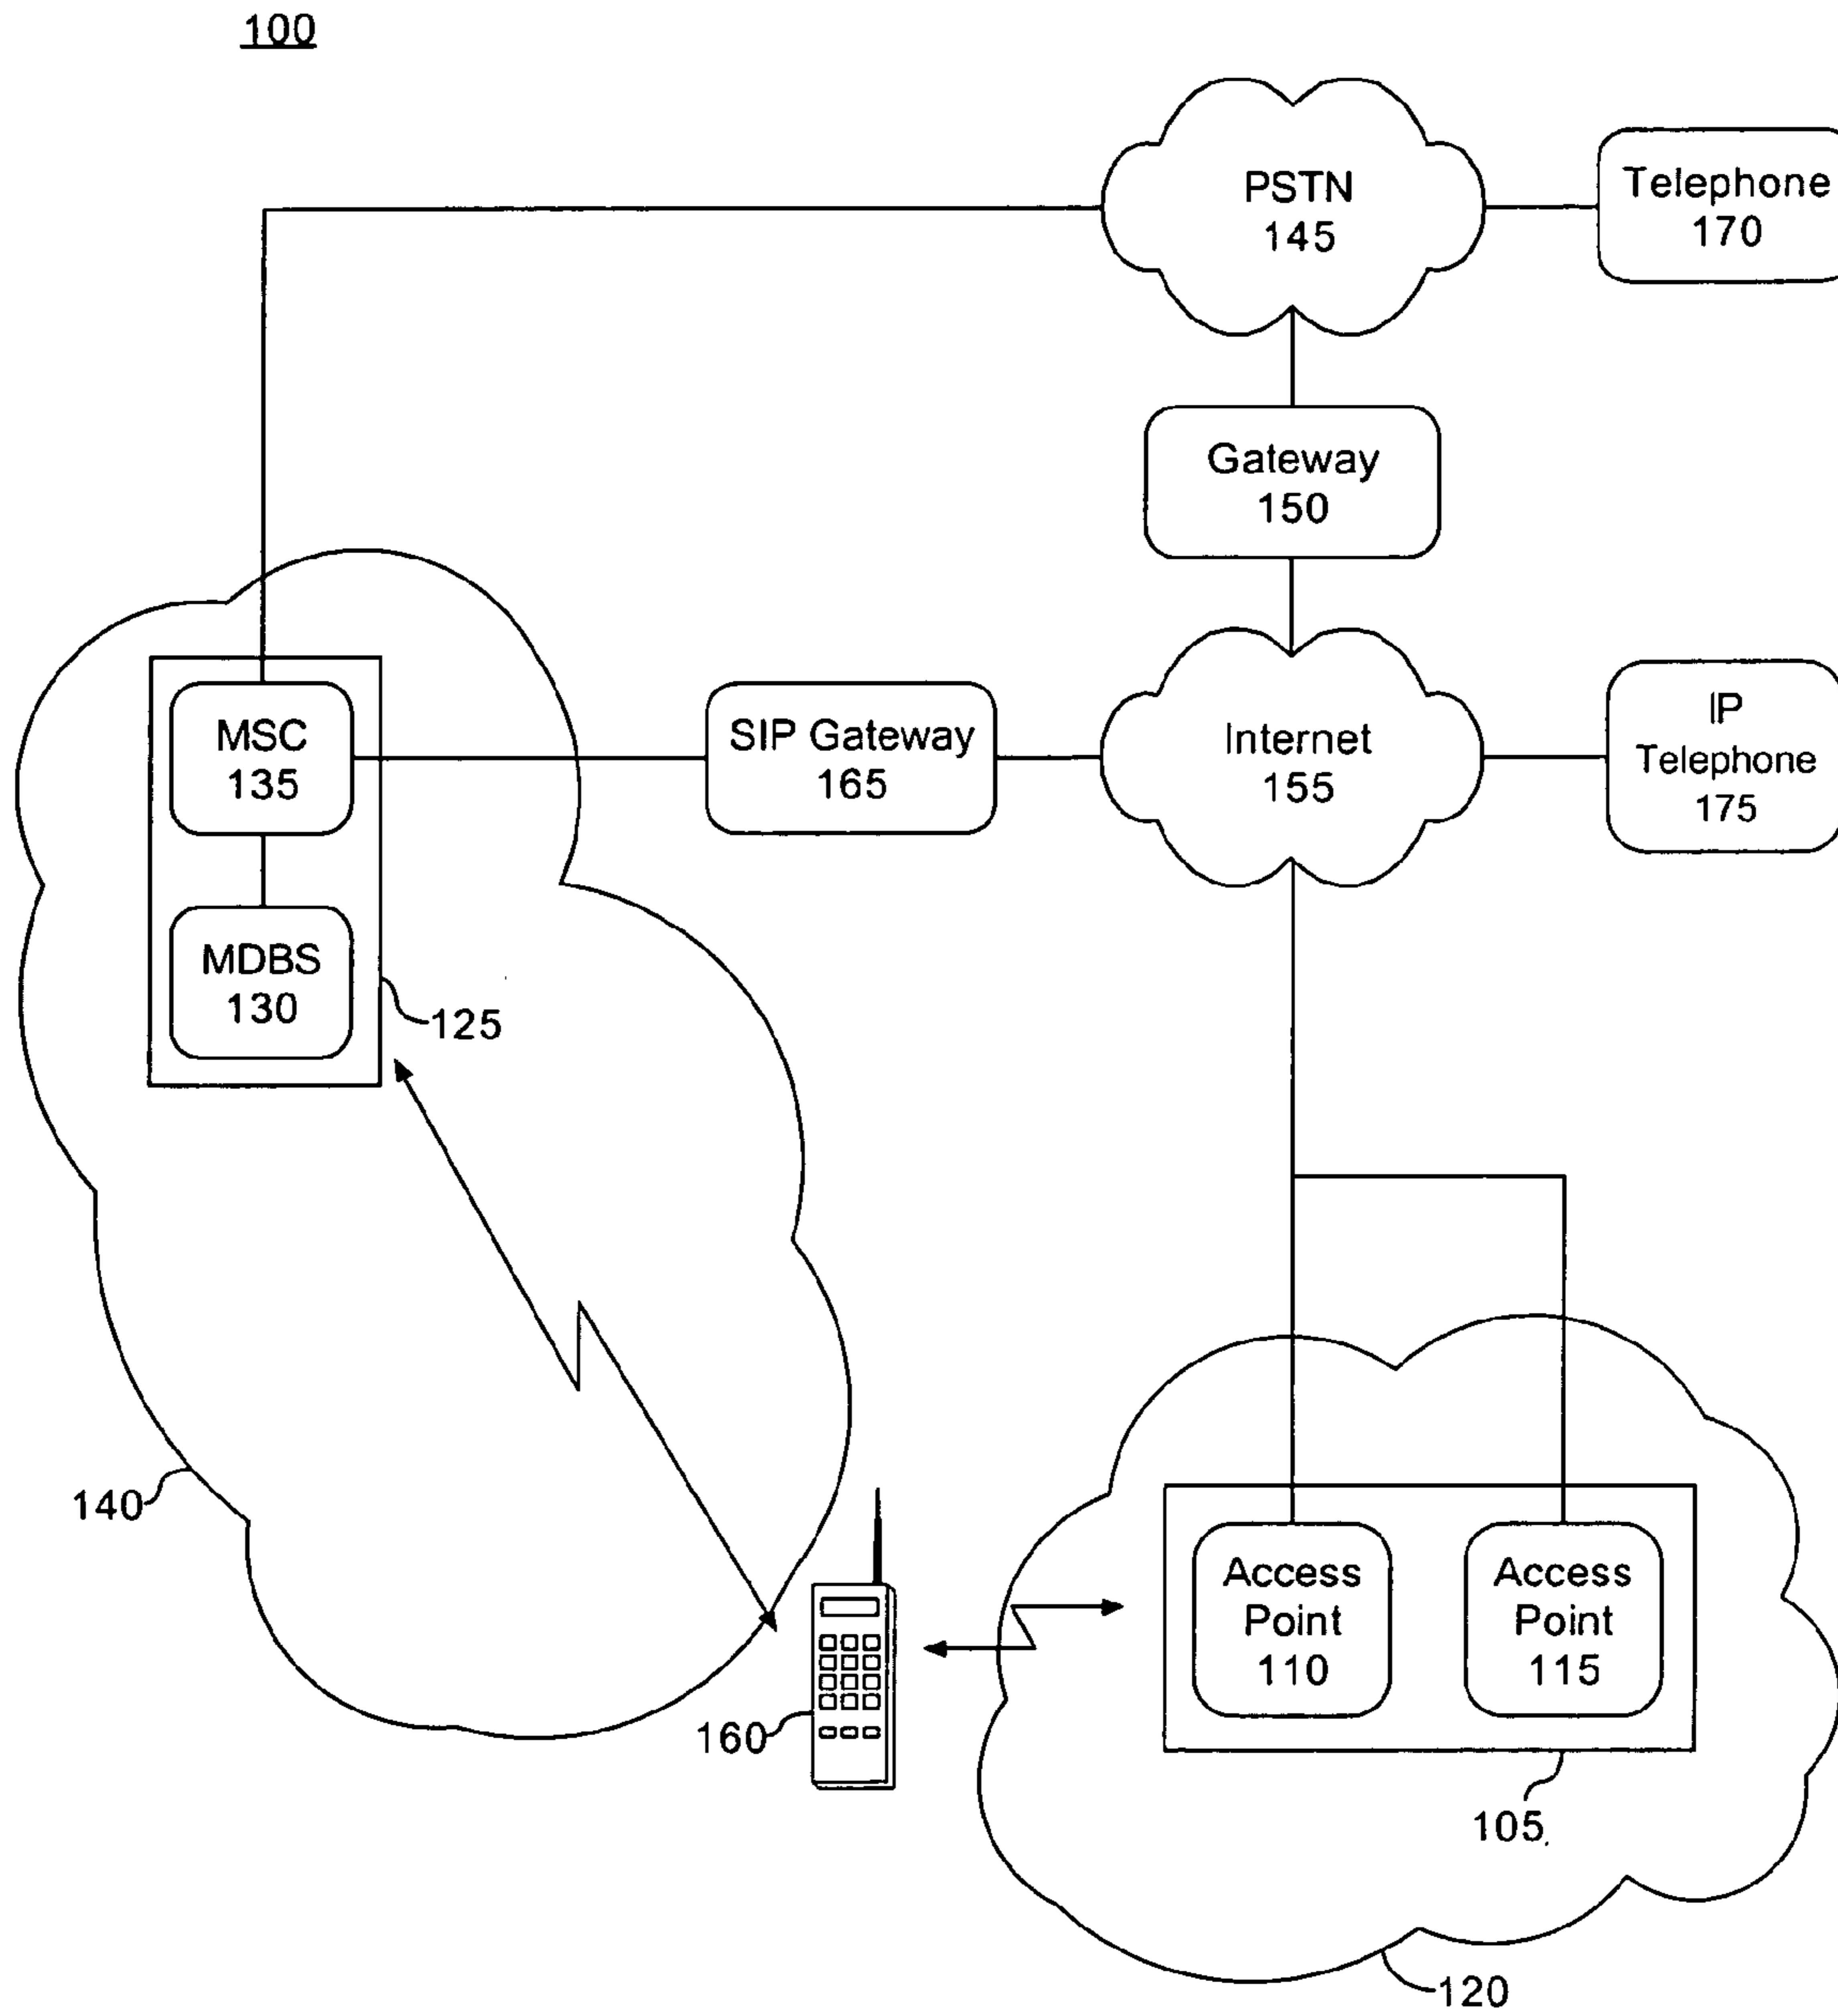 100
PSTN
145
Telephone
170
Gateway
150
MSC
135
SIP Gateway
165
Internet
155
IP
Telephone
175
MDBS
130
125
140
160
Access
Point
110
Access
Point
115
105
120